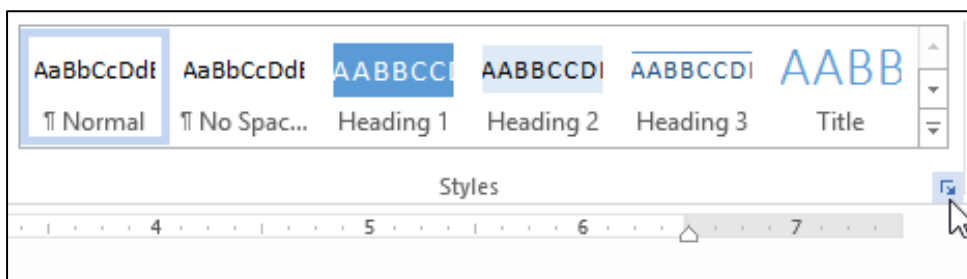 AaBbCcDdE AaBbCcDdE AABBCCI AABBCCDI AABBCCDI AABB
¶ Normal ¶ No Spac... Heading 1 Heading 2 Heading 3 Title
Styles
4 5 6 7